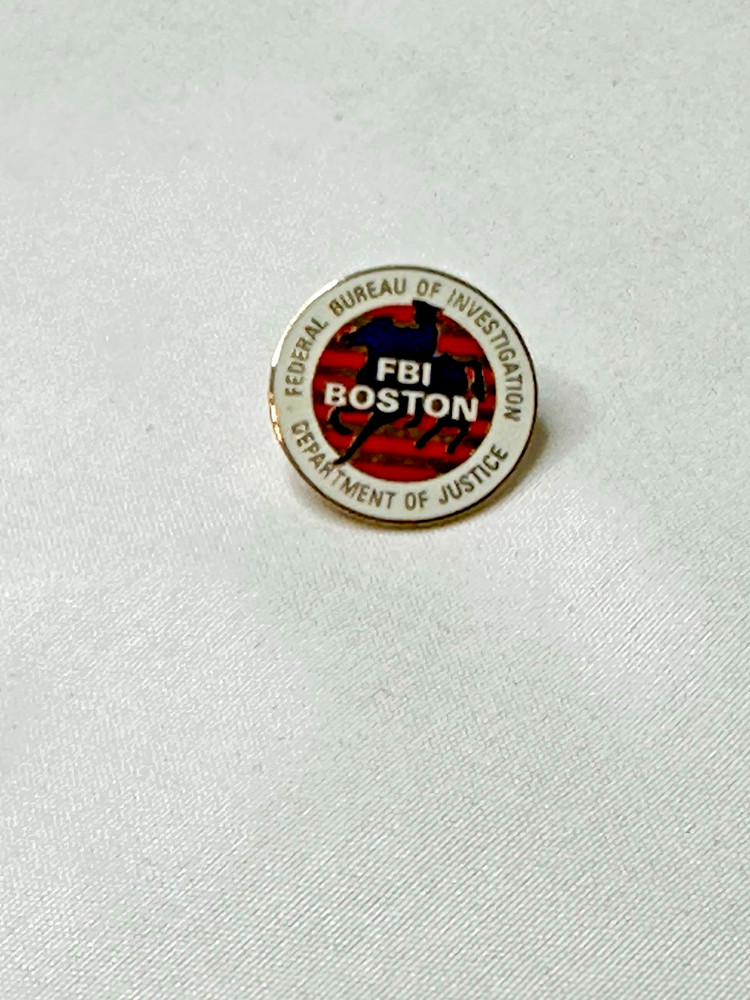 FEDERAL BUREAU OF INVESTIGATION
FBI
BOSTON
DEPARTMENT OF JUSTICE